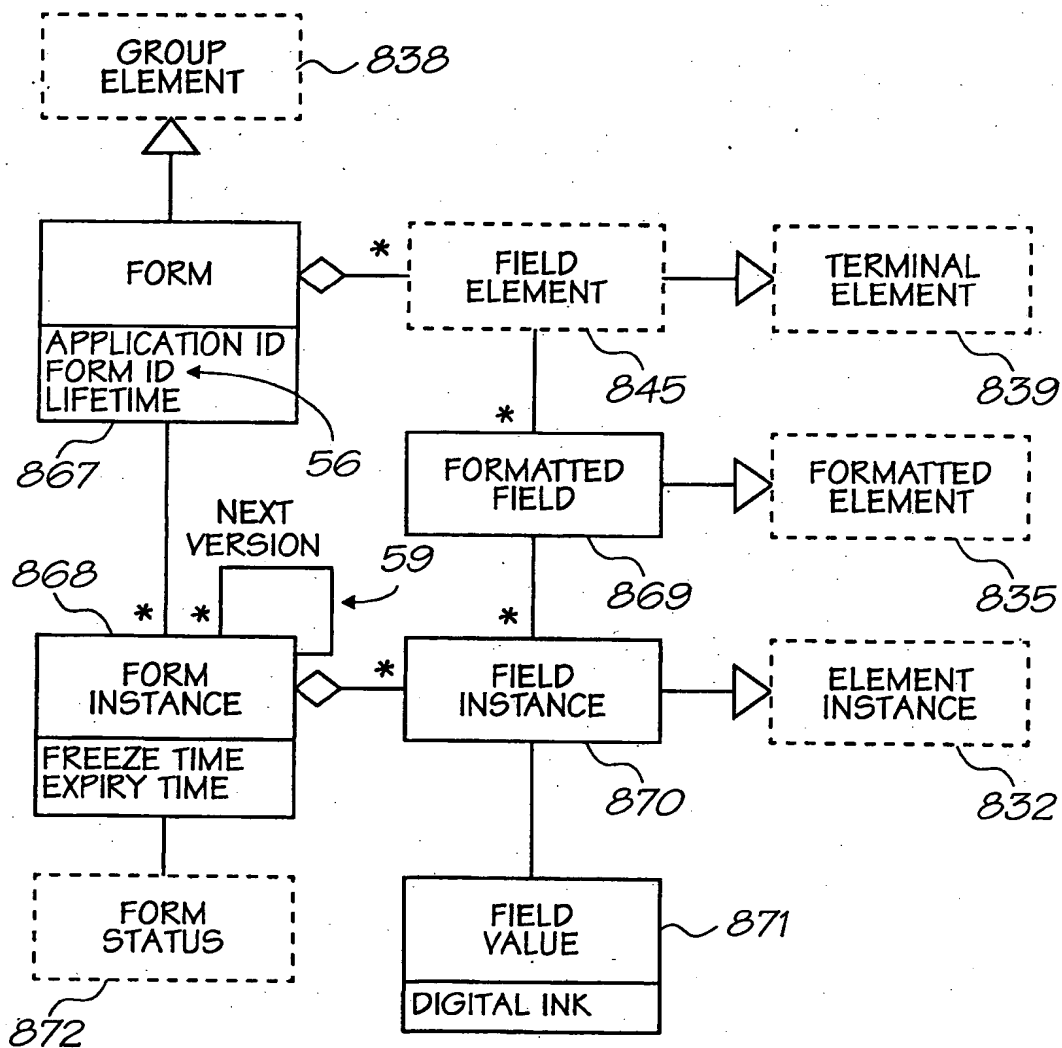 GROUP
ELEMENT
838
FORM
APPLICATION ID
FORM ID
LIFETIME
867
56
*
FIELD
ELEMENT
845
TERMINAL
ELEMENT
839
*
FORMATTED
FIELD
869
FORMATTED
ELEMENT
835
NEXT
VERSION
59
868
*
*
FORM
INSTANCE
FREEZE TIME
EXPIRY TIME
*
*
FIELD
INSTANCE
870
ELEMENT
INSTANCE
832
FORM
STATUS
872
FIELD
VALUE
DIGITAL INK
871